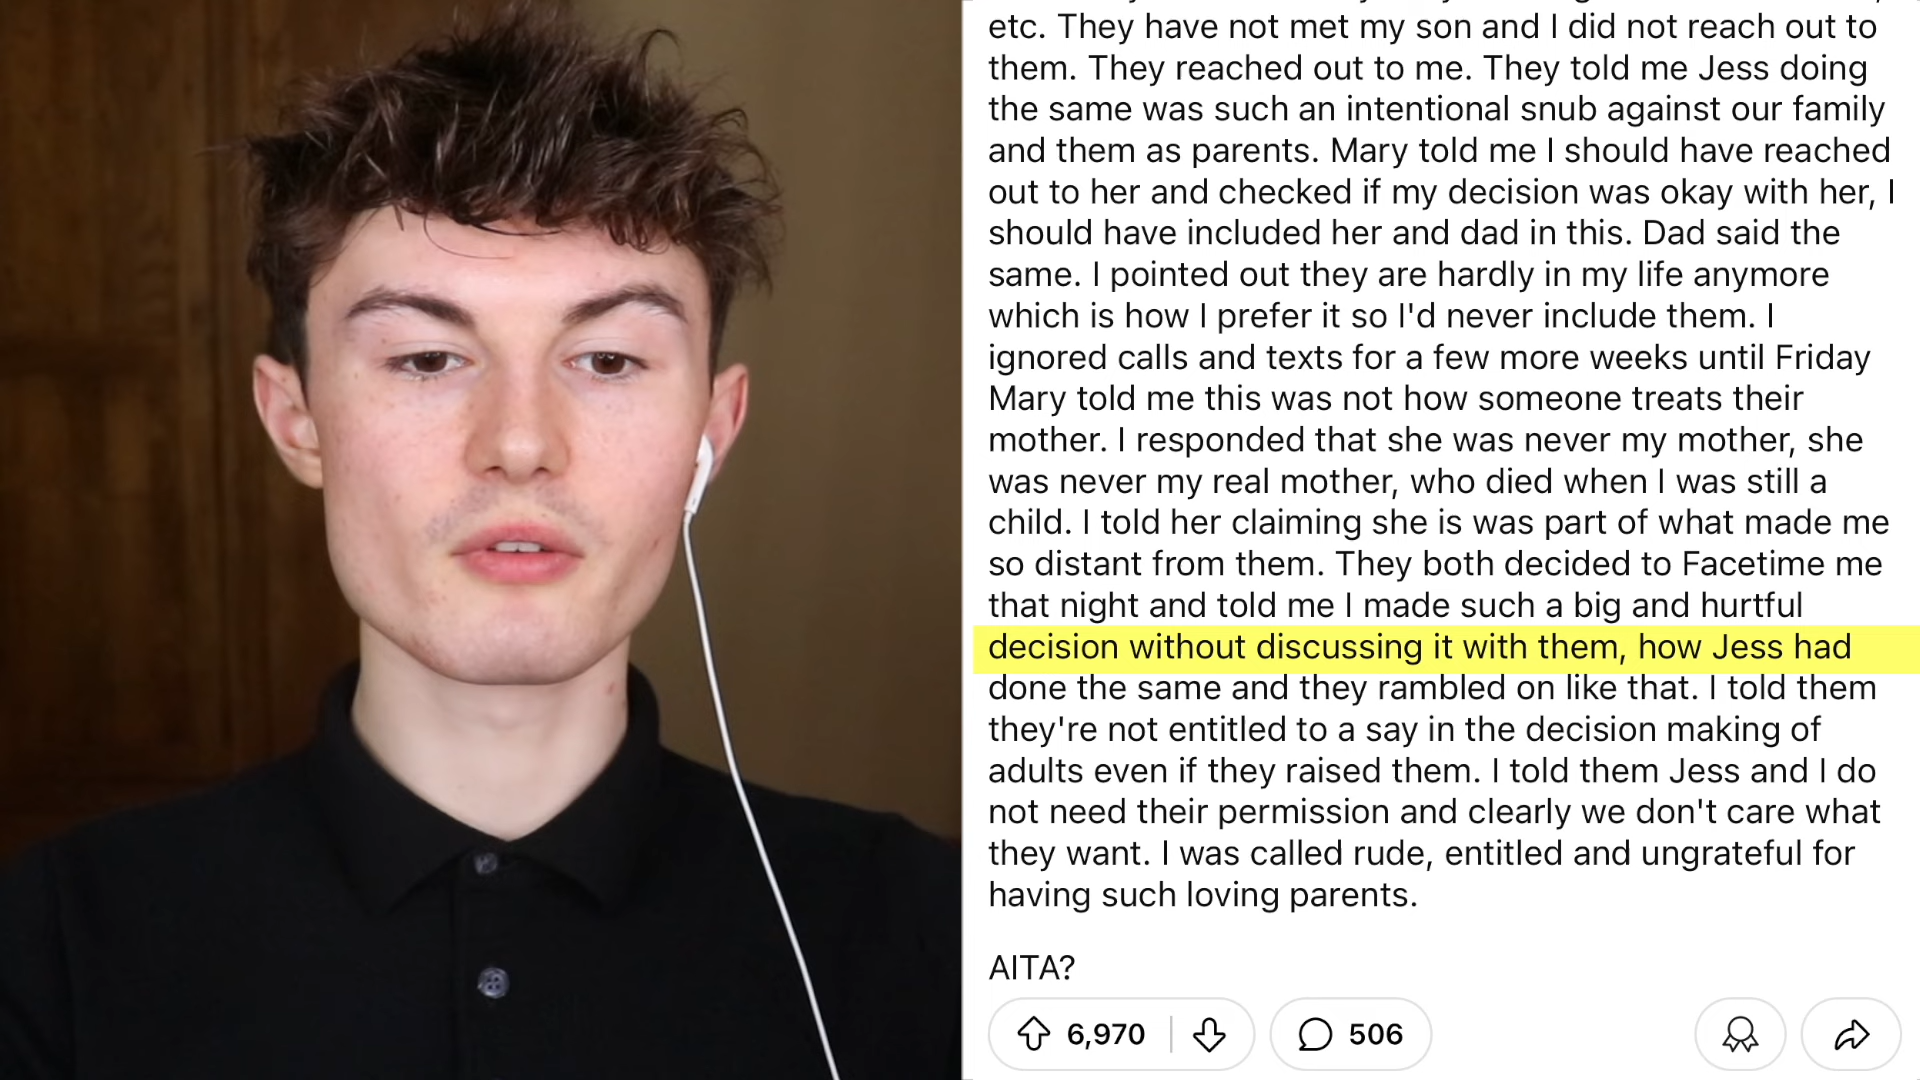 etc. They have not met my son and I did not reach out to
them. They reached out to me. They told me Jess doing
the same was such an intentional snub against our family
and them as parents. Mary told me I should have reached
out to her and checked if my decision was okay with her, I
should have included her and dad in this. Dad said the
same. I pointed out they are hardly in my life anymore
which is how I prefer it so I'd never include them. I
ignored calls and texts for a few more weeks until Friday
Mary told me this was not how someone treats their
mother. I responded that she was never my mother, she
was never my real mother, who died when I was still a
child. I told her claiming she is was part of what made me
so distant from them. They both decided to Facetime me
that night and told me I made such a big and hurtful
decision without discussing it with them, how Jess had
done the same and they rambled on like that. I told them
they're not entitled to a say in the decision making of
adults even if they raised them. I told them Jess and I do
not need their permission and clearly we don't care what
they want. I was called rude, entitled and ungrateful for
having such loving parents.
AITA?
6,970 506